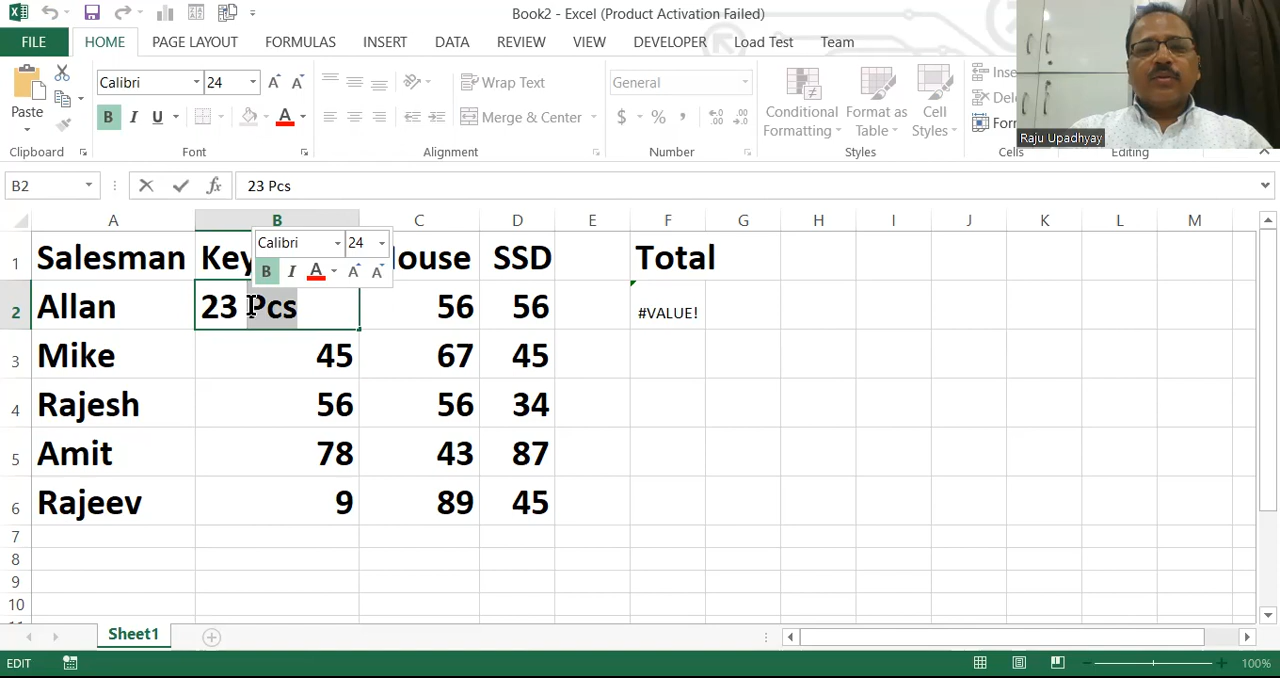 Book2 - Excel (Product Activation Failed)
FILE HOME PAGE LAYOUT FORMULAS INSERT DATA REVIEW VIEW DEVELOPER Load Test Team
Paste
Calibri 24
B I U A
Wrap Text
Merge & Center
General
$ % ,
Conditional Formatting
Format as Table
Cell Styles
Clipboard Font Alignment Number Styles Cells Editing
Raju Upadhyay
B2 fx 23 Pcs
A B C D E F G H I J K L M
Calibri 24
B I A
1 Salesman SSD Total
2 Allan 23 Pcs 56 56 #VALUE!
3 Mike 45 67 45
4 Rajesh 56 56 34
5 Amit 78 43 87
6 Rajeev 9 89 45
7
8
9
10
Sheet1
EDIT 100%